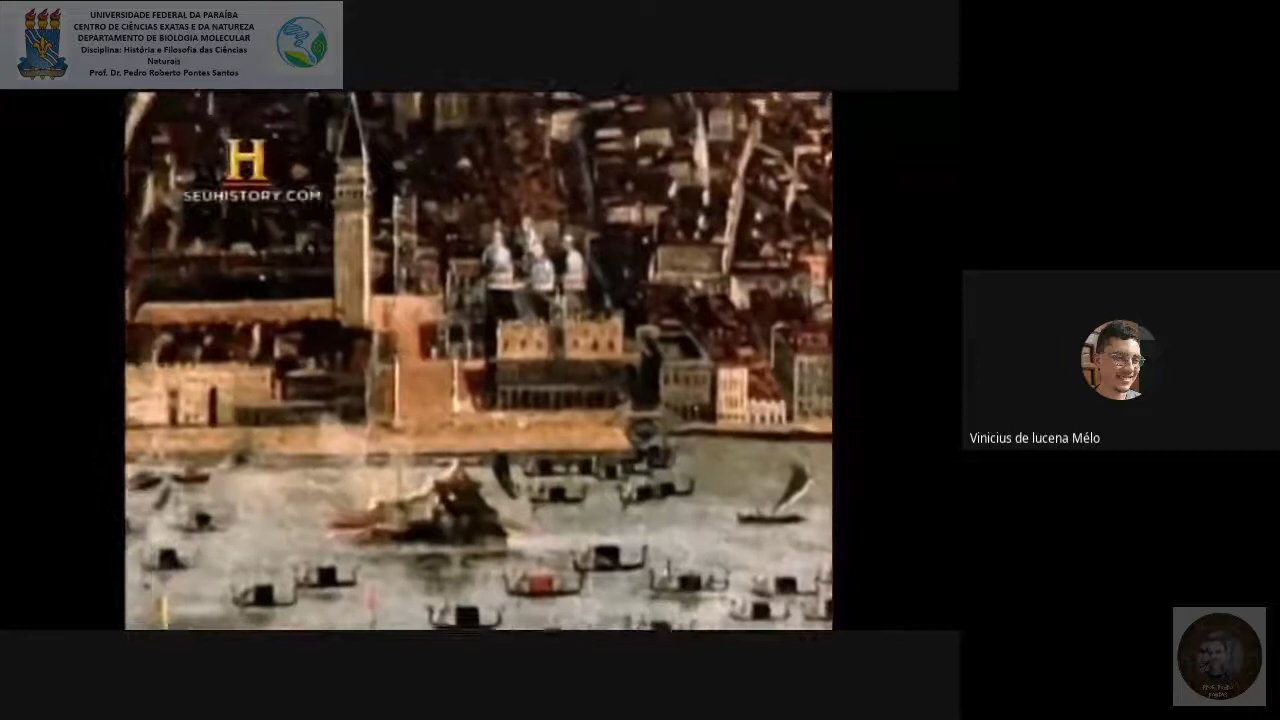 UNIVERSIDADE FEDERAL DA PARAÍBA
CENTRO DE CIÊNCIAS EXATAS E DA NATUREZA
DEPARTAMENTO DE BIOLOGIA MOLECULAR
Disciplina: História e Filosofia das Ciências
Naturais
Prof. Dr. Pedro Roberto Pontes Santos
H
SEUHISTORY.COM
Vinicius de lucena Mélo